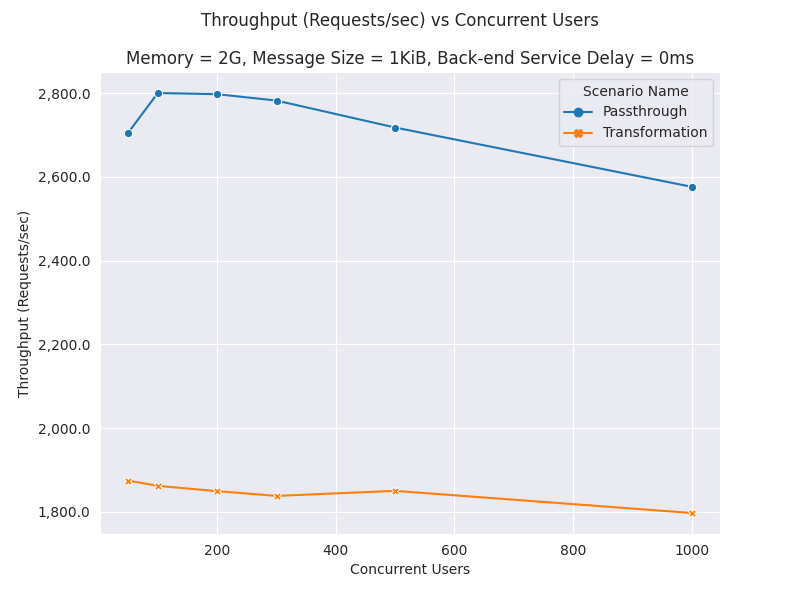 Throughput (Requests/sec) vs Concurrent Users
Memory = 2G, Message Size = 1KiB, Back-end Service Delay = 0ms
Scenario Name
Passthrough
Transformation
Throughput (Requests/sec)
2,800.0
2,600.0
2,400.0
2,200.0
2,000.0
1,800.0
200 400 600 800 1000
Concurrent Users